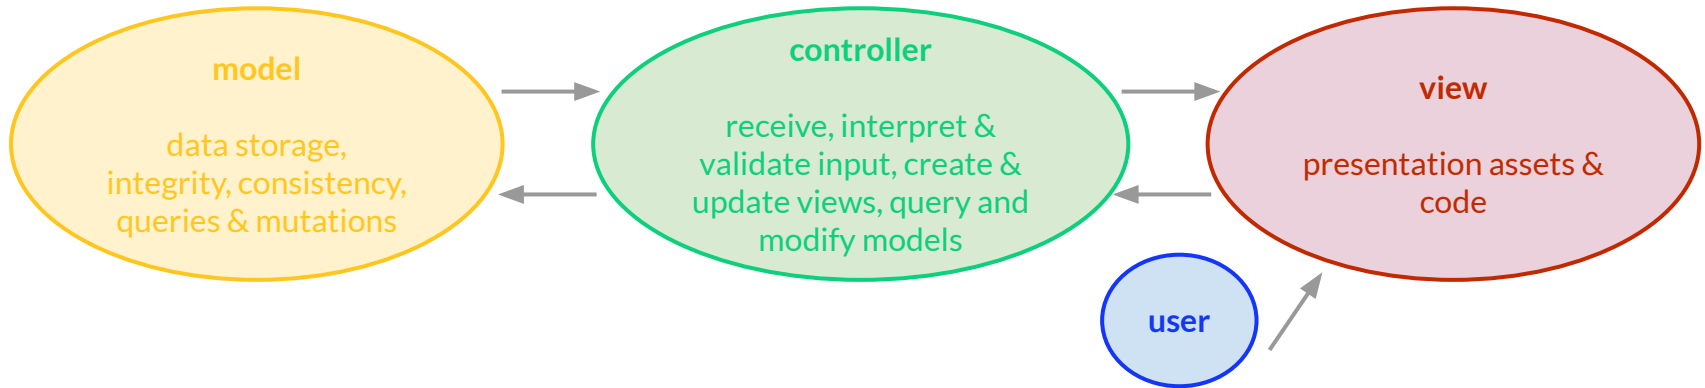 model
data storage,
integrity, consistency,
queries & mutations
controller
receive, interpret &
validate input, create &
update views, query and
modify models
view
presentation assets &
code
user